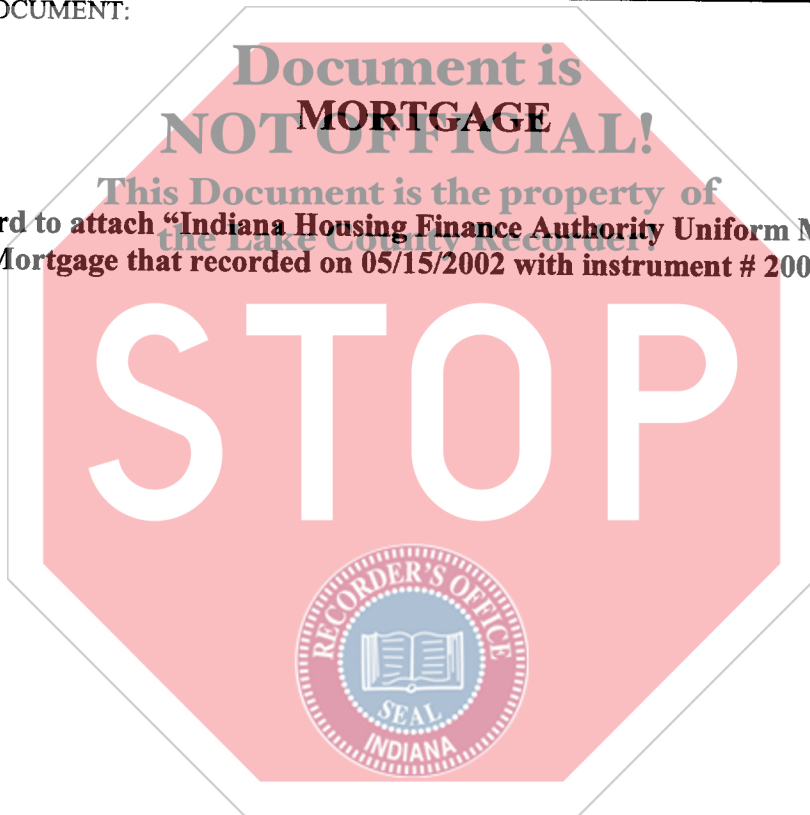 DOCUMENT:
Document is
MORTGAGE
NOT OFFICIAL!
This Document is the property of
rd to attach “Indiana Housing Finance Authority Uniform
the Lake County Recorder!
Mortgage that recorded on 05/15/2002 with instrument # 200
STOP
RECORDER'S OFFICE
SEAL
INDIANA